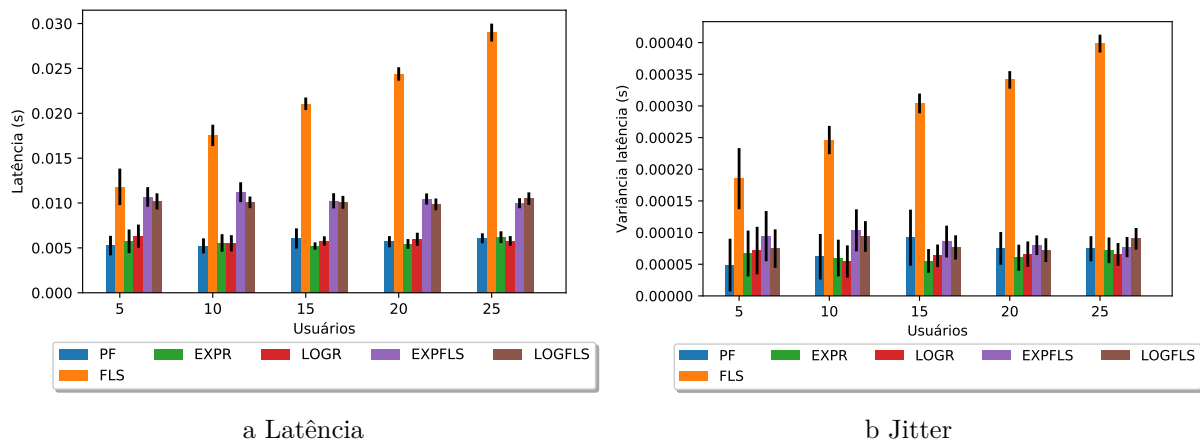 0.030
0.025
0.020
0.015
0.010
0.005
0.000
Latência (s)
5 10 15 20 25
Usuários
PF EXPR LOGR EXPFLS LOGFLS
FLS
a Latência
0.00040
0.00035
0.00030
0.00025
0.00020
0.00015
0.00010
0.00005
0.00000
Variância latência (s)
5 10 15 20 25
Usuários
PF EXPR LOGR EXPFLS LOGFLS
FLS
b Jitter